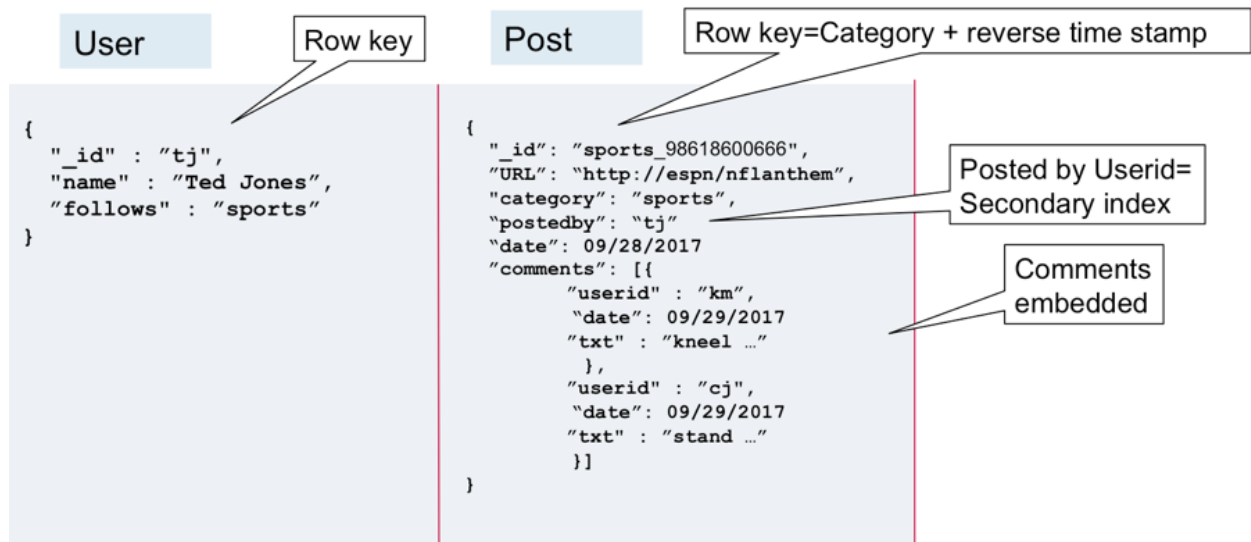 User
Row key
Post
Row key=Category + reverse time stamp
{
"_id" : ”tj",
"name" : ”Ted Jones”,
”follows" : ”sports”
}
{
"_id”: ”sports_98618600666",
”URL”: “http://espn/nflanthem”,
"category”: ”sports”,
“postedby”: “tj”
“date”: 09/28/2017
”comments”: [{
”userid" : ”km”,
“date”: 09/29/2017
”txt" : ”kneel …”
},
”userid" : ”cj”,
“date”: 09/29/2017
”txt" : ”stand …”
}]
}
Posted by Userid=
Secondary index
Comments
embedded